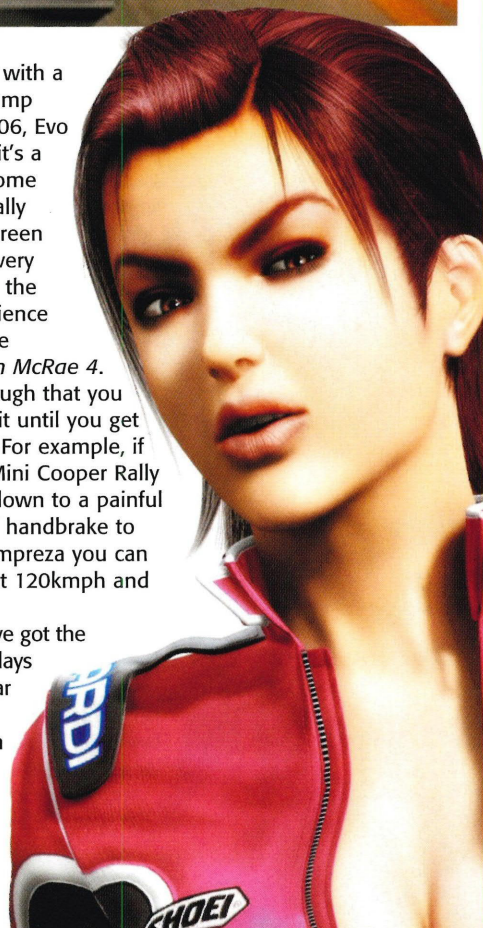 with a
mp
06, Evo
it's a
ome
ally
reen
very
the
ience
e
n McRae 4.
ugh that you
it until you get
For example, if
Mini Cooper Rally
down to a painful
handbrake to
mpreza you can
t 120kmph and
ve got the
lays
ar
ARDI
SHOEI